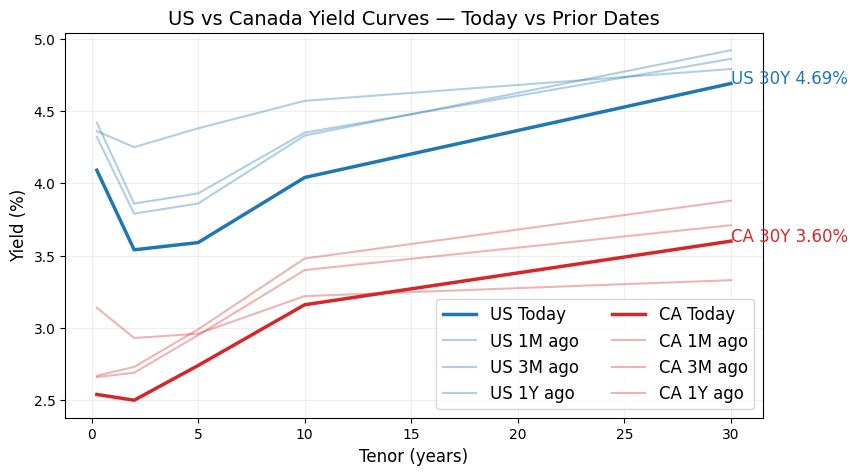 US vs Canada Yield Curves — Today vs Prior Dates
5.0
4.5
4.0
3.5
3.0
2.5
Yield (%)
US 30Y 4.69%
CA 30Y 3.60%
US Today
US 1M ago
US 3M ago
US 1Y ago
CA Today
CA 1M ago
CA 3M ago
CA 1Y ago
0 5 10 15 20 25 30
Tenor (years)